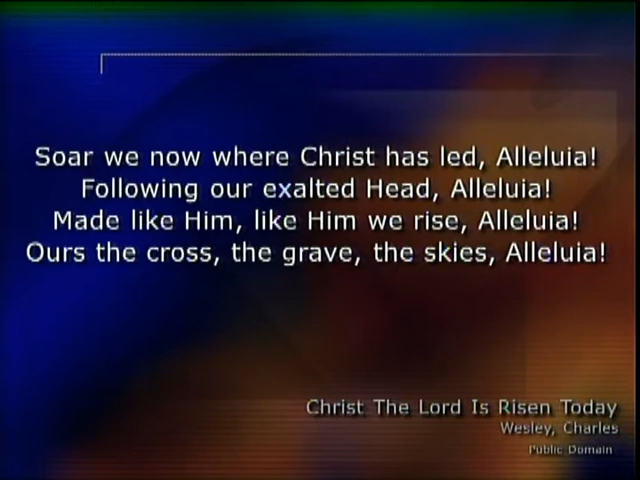 Soar we now where Christ has led, Alleluia!
Following our exalted Head, Alleluia!
Made like Him, like Him we rise, Alleluia!
Ours the cross, the grave, the skies, Alleluia!
Christ The Lord Is Risen Today
Wesley, Charles
Public Domain